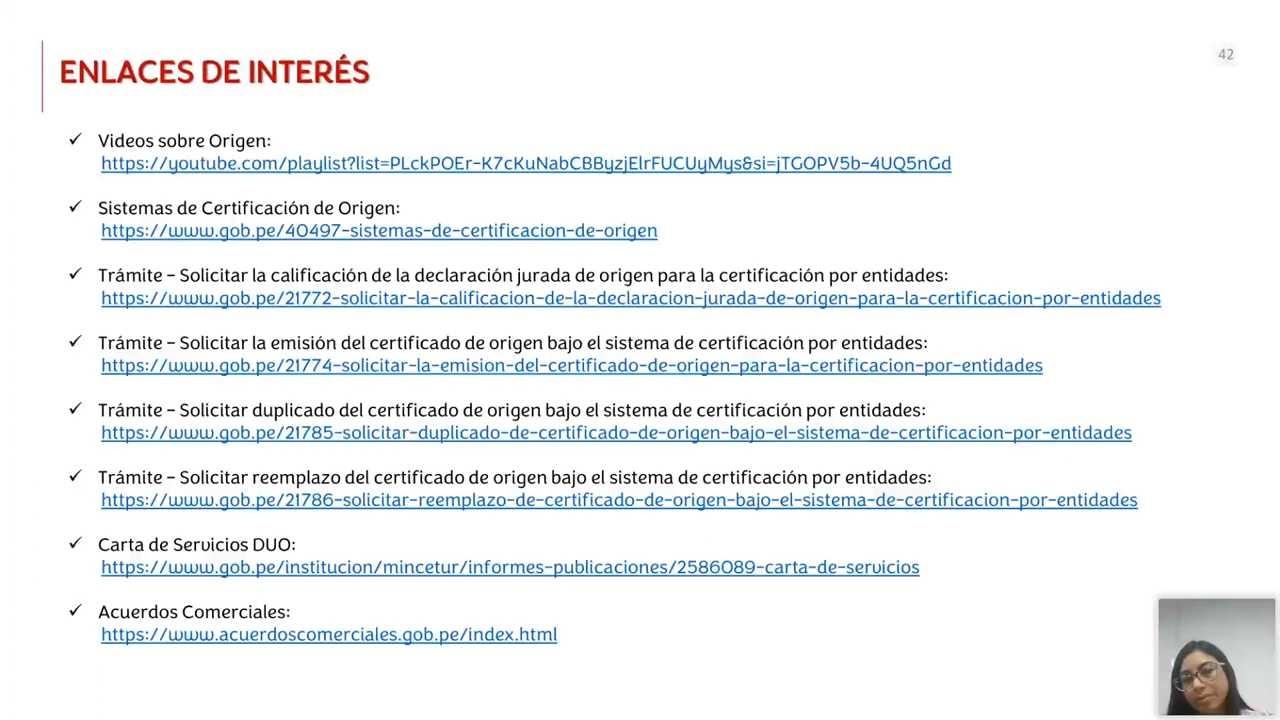 ENLACES DE INTERÉS
42
✓ Videos sobre Origen:
https://youtube.com/playlist?list=PLckPOEr-K7cKuNabCBByzjElrFUCUyMys&si=jTGOPV5b-4UQ5nGd
✓ Sistemas de Certificación de Origen:
https://www.gob.pe/40497-sistemas-de-certificacion-de-origen
✓ Trámite – Solicitar la calificación de la declaración jurada de origen para la certificación por entidades:
https://www.gob.pe/21772-solicitar-la-calificacion-de-la-declaracion-jurada-de-origen-para-la-certificacion-por-entidades
✓ Trámite – Solicitar la emisión del certificado de origen bajo el sistema de certificación por entidades:
https://www.gob.pe/21774-solicitar-la-emision-del-certificado-de-origen-para-la-certificacion-por-entidades
✓ Trámite – Solicitar duplicado del certificado de origen bajo el sistema de certificación por entidades:
https://www.gob.pe/21785-solicitar-duplicado-de-certificado-de-origen-bajo-el-sistema-de-certificacion-por-entidades
✓ Trámite – Solicitar reemplazo del certificado de origen bajo el sistema de certificación por entidades:
https://www.gob.pe/21786-solicitar-reemplazo-de-certificado-de-origen-bajo-el-sistema-de-certificacion-por-entidades
✓ Carta de Servicios DUO:
https://www.gob.pe/institucion/mincetur/informes-publicaciones/2586089-carta-de-servicios
✓ Acuerdos Comerciales:
https://www.acuerdoscomerciales.gob.pe/index.html